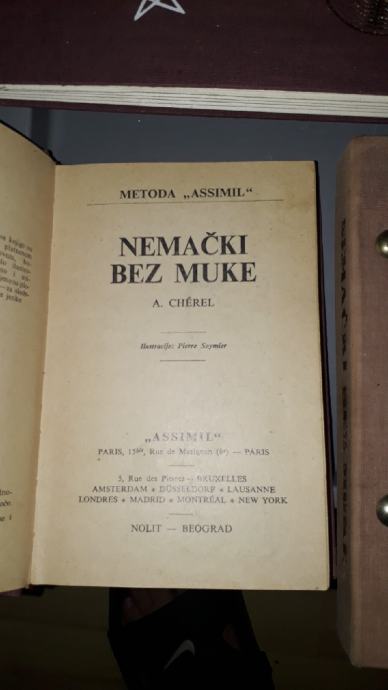 METODA „ASSIMIL“
NEMAČKI
BEZ MUKE
A. CHÉREL
Ilustracije: Pierre Soymier
„ASSIMIL“
PARIS, 13, Rue de Marignan (8e) — PARIS
5, Rue des Pierres — BRUXELLES
AMSTERDAM • DÜSSELDORF • LAUSANNE
LONDRES • MADRID • MONTRÉAL • NEW YORK
NOLIT — BEOGRAD